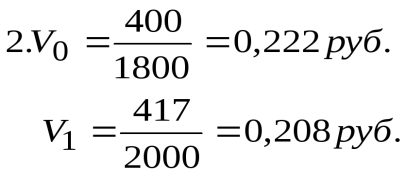 2. V₀ = 400/1800 = 0,222 руб.
V₁ = 417/2000 = 0,208 руб.